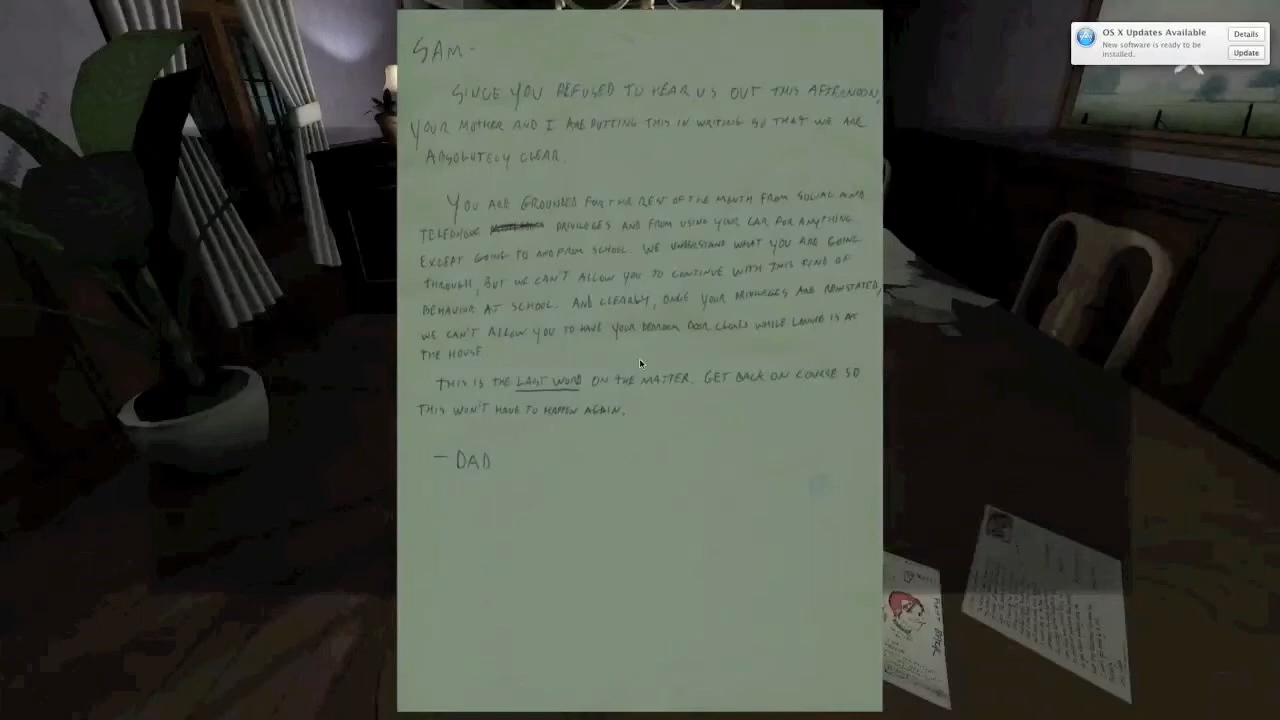 SAM-
SINCE YOU REFUSED TO HEAR US OUT THIS AFTERNOON,
YOUR MOTHER AND I ARE PUTTING THIS IN WRITING SO THAT WE ARE
ABSOLUTELY CLEAR.
YOU ARE GROUNDED FOR THE REST OF THE MONTH FROM SOCIAL AND
TELEPHONE PRIVILEGES AND FROM USING YOUR CAR FOR ANYTHING
EXCEPT GOING TO AND FROM SCHOOL. WE UNDERSTAND WHAT YOU ARE GOING
THROUGH, BUT WE CAN'T ALLOW YOU TO CONTINUE WITH THIS KIND OF
BEHAVIOR AT SCHOOL. AND CLEARLY, ONCE YOUR PRIVILEGES ARE REINSTATED,
WE CAN'T ALLOW YOU TO HAVE YOUR BEDROOM DOOR CLOSED WHILE LONNIE IS AT
THE HOUSE
THIS IS THE LAST WORD ON THE MATTER. GET BACK ON COURSE SO
THIS WON'T HAVE TO HAPPEN AGAIN.
- DAD
OS X Updates Available
New software is ready to be
installed.
Details
Update